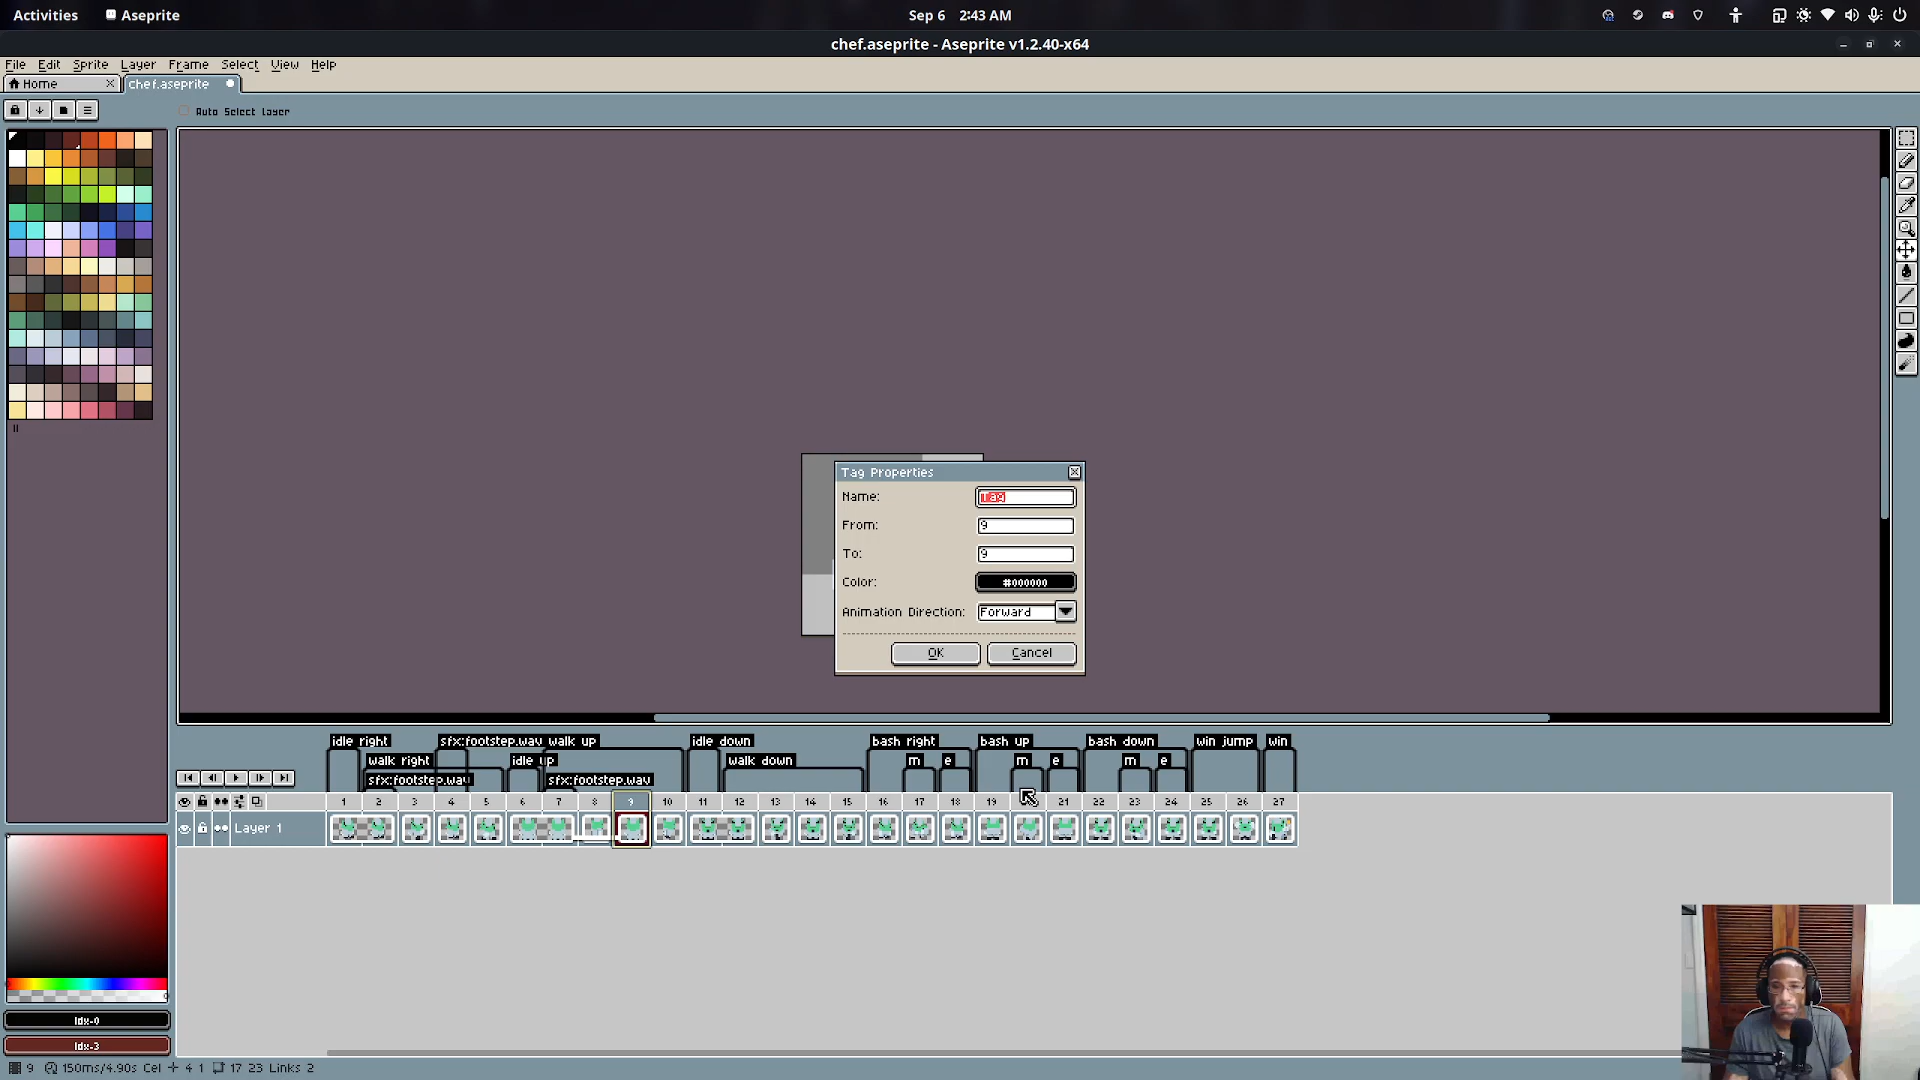 Activities Aseprite Sep 6 2:43 AM
chef.aseprite - Aseprite v1.2.40-x64
File Edit Sprite Layer Frame Select View Help
Home chef.aseprite
Auto Select Layer
Tag Properties
Name: Tag
From: 9
To: 9
Color: #000000
Animation Direction: Forward
OK Cancel
idle right sfx:footstep.wav walk up idle down bash right bash up bash down win jump win
walk right idle up walk down m e m e m e
sfx:footstep.wav sfx:footstep.wav
1 2 3 4 5 6 7 8 9 10 11 12 13 14 15 16 17 18 19 21 22 23 24 25 26 27
Layer 1
Idx-0
Idx-3
9 150ms/4.90s Cel 4 1 17 23 Links 2